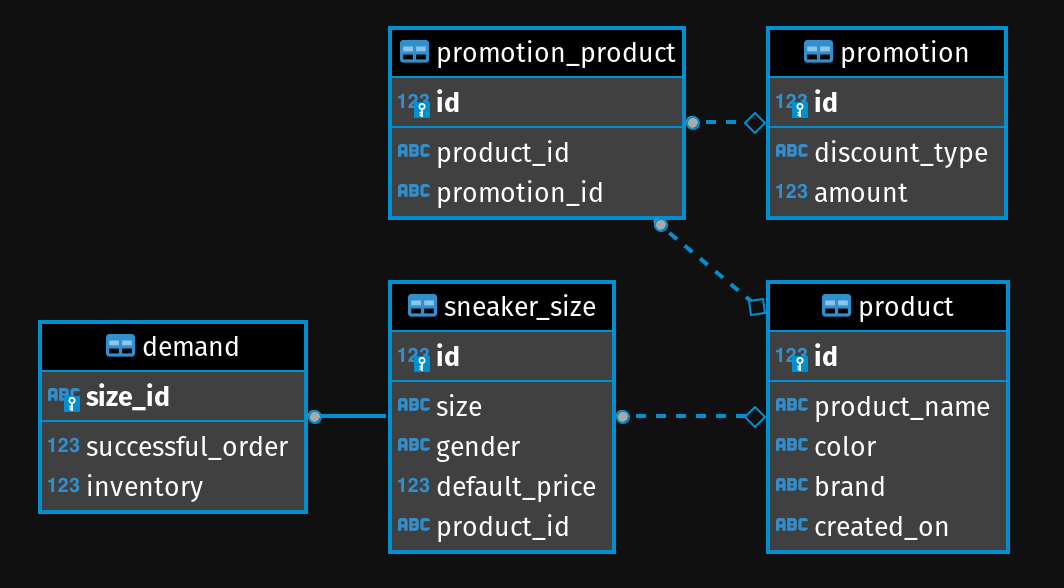 promotion_product
123 id
ABC product_id
ABC promotion_id
promotion
123 id
ABC discount_type
123 amount
demand
ABC size_id
123 successful_order
123 inventory
sneaker_size
123 id
ABC size
ABC gender
123 default_price
ABC product_id
product
123 id
ABC product_name
ABC color
ABC brand
ABC created_on